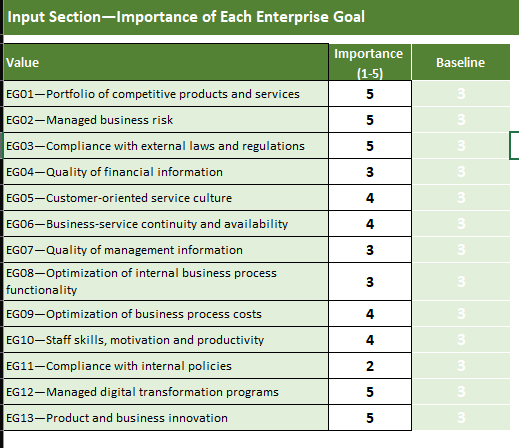 Input Section—Importance of Each Enterprise Goal
Value Importance (1-5) Baseline
EG01—Portfolio of competitive products and services 5 3
EG02—Managed business risk 5 3
EG03—Compliance with external laws and regulations 5 3
EG04—Quality of financial information 3 3
EG05—Customer-oriented service culture 4 3
EG06—Business-service continuity and availability 4 3
EG07—Quality of management information 3 3
EG08—Optimization of internal business process
functionality 3 3
EG09—Optimization of business process costs 4 3
EG10—Staff skills, motivation and productivity 4 3
EG11—Compliance with internal policies 2 3
EG12—Managed digital transformation programs 5 3
EG13—Product and business innovation 5 3